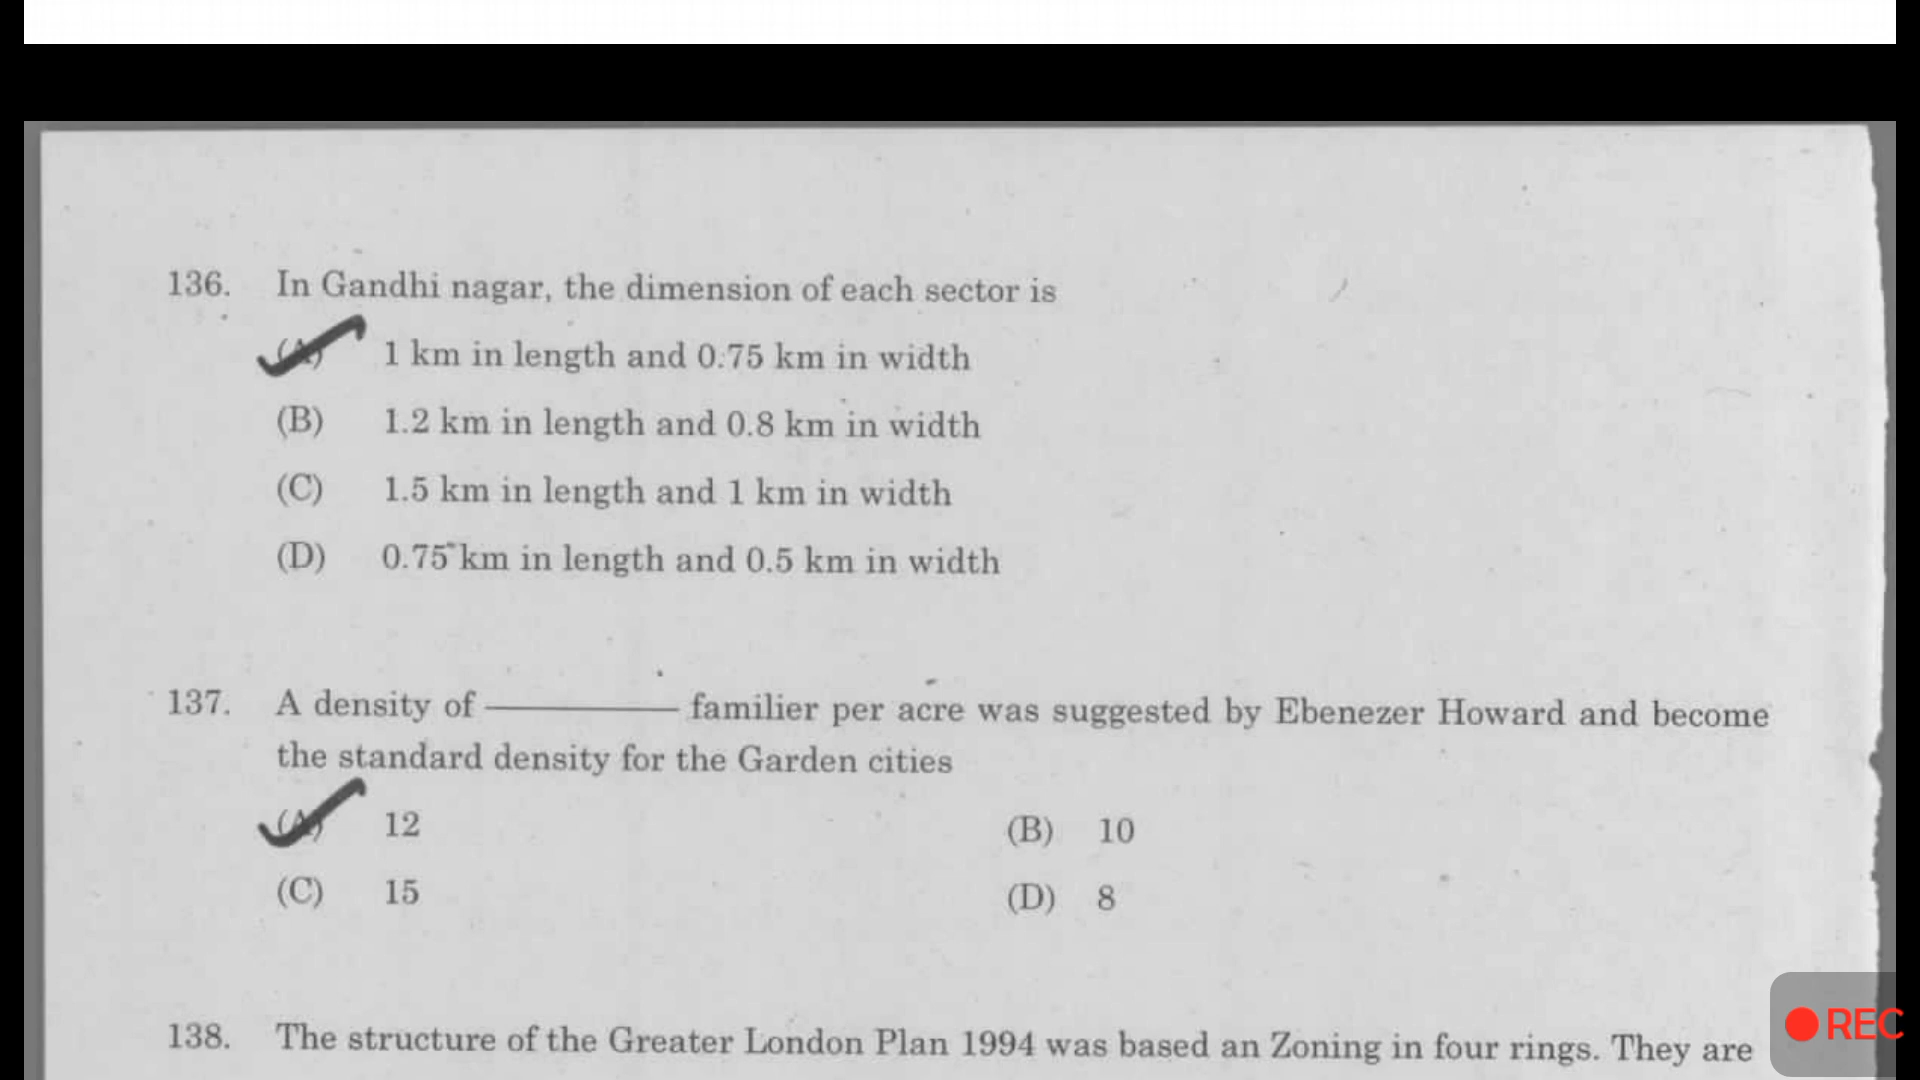 136. In Gandhi nagar, the dimension of each sector is
(A) 1 km in length and 0.75 km in width
(B) 1.2 km in length and 0.8 km in width
(C) 1.5 km in length and 1 km in width
(D) 0.75 km in length and 0.5 km in width
137. A density of ———— familier per acre was suggested by Ebenezer Howard and become
the standard density for the Garden cities
(A) 12 (B) 10
(C) 15 (D) 8
138. The structure of the Greater London Plan 1994 was based an Zoning in four rings. They are
REC